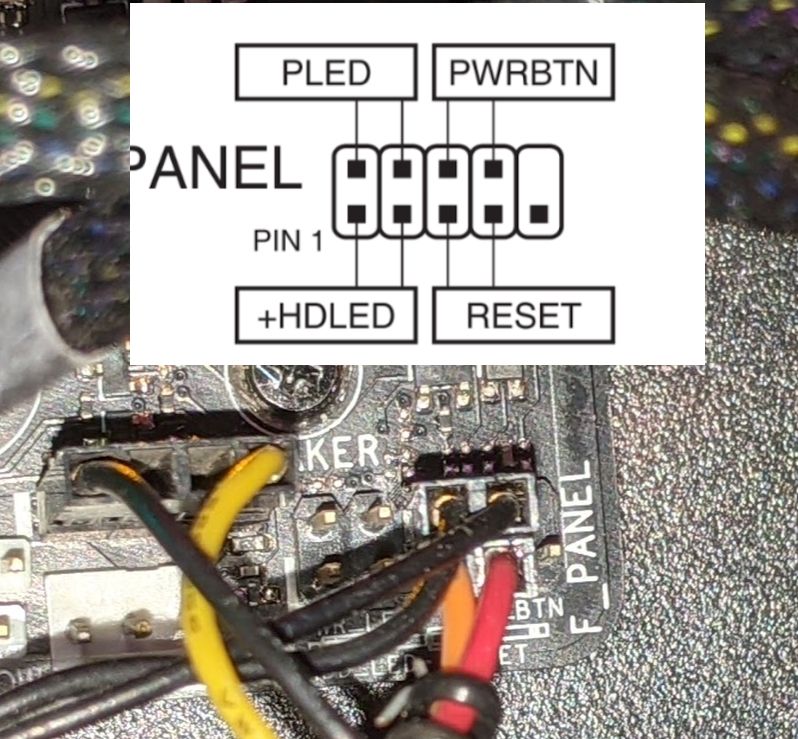 PLED
PWRBTN
PANEL
PIN 1
+HDLED
RESET
KER
F_PANEL
BTN
ET